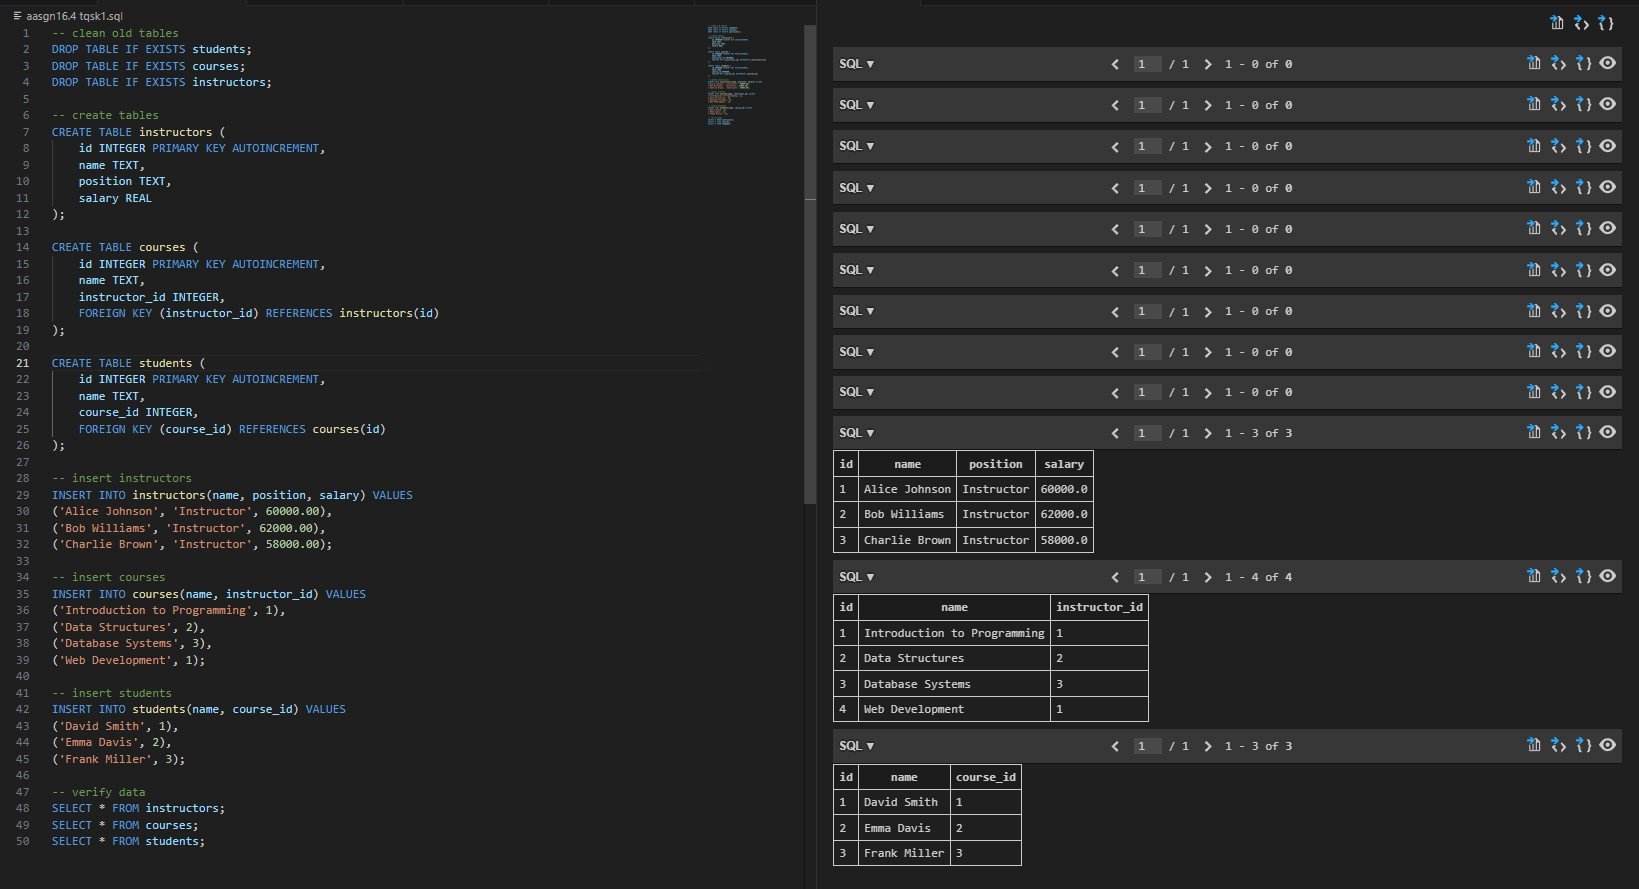 aasgn16.4 tqsk1.sql
1 -- clean old tables
2 DROP TABLE IF EXISTS students;
3 DROP TABLE IF EXISTS courses;
4 DROP TABLE IF EXISTS instructors;
5
6 -- create tables
7 CREATE TABLE instructors (
8 id INTEGER PRIMARY KEY AUTOINCREMENT,
9 name TEXT,
10 position TEXT,
11 salary REAL
12 );
13
14 CREATE TABLE courses (
15 id INTEGER PRIMARY KEY AUTOINCREMENT,
16 name TEXT,
17 instructor_id INTEGER,
18 FOREIGN KEY (instructor_id) REFERENCES instructors(id)
19 );
20
21 CREATE TABLE students (
22 id INTEGER PRIMARY KEY AUTOINCREMENT,
23 name TEXT,
24 course_id INTEGER,
25 FOREIGN KEY (course_id) REFERENCES courses(id)
26 );
27
28 -- insert instructors
29 INSERT INTO instructors(name, position, salary) VALUES
30 ('Alice Johnson', 'Instructor', 60000.00),
31 ('Bob Williams', 'Instructor', 62000.00),
32 ('Charlie Brown', 'Instructor', 58000.00);
33
34 -- insert courses
35 INSERT INTO courses(name, instructor_id) VALUES
36 ('Introduction to Programming', 1),
37 ('Data Structures', 2),
38 ('Database Systems', 3),
39 ('Web Development', 1);
40
41 -- insert students
42 INSERT INTO students(name, course_id) VALUES
43 ('David Smith', 1),
44 ('Emma Davis', 2),
45 ('Frank Miller', 3);
46
47 -- verify data
48 SELECT * FROM instructors;
49 SELECT * FROM courses;
50 SELECT * FROM students;
SQL ▼ < 1 / 1 > 1 - 0 of 0
SQL ▼ < 1 / 1 > 1 - 0 of 0
SQL ▼ < 1 / 1 > 1 - 0 of 0
SQL ▼ < 1 / 1 > 1 - 0 of 0
SQL ▼ < 1 / 1 > 1 - 0 of 0
SQL ▼ < 1 / 1 > 1 - 0 of 0
SQL ▼ < 1 / 1 > 1 - 0 of 0
SQL ▼ < 1 / 1 > 1 - 0 of 0
SQL ▼ < 1 / 1 > 1 - 0 of 0
SQL ▼ < 1 / 1 > 1 - 3 of 3
id name position salary
1 Alice Johnson Instructor 60000.0
2 Bob Williams Instructor 62000.0
3 Charlie Brown Instructor 58000.0
SQL ▼ < 1 / 1 > 1 - 4 of 4
id name instructor_id
1 Introduction to Programming 1
2 Data Structures 2
3 Database Systems 3
4 Web Development 1
SQL ▼ < 1 / 1 > 1 - 3 of 3
id name course_id
1 David Smith 1
2 Emma Davis 2
3 Frank Miller 3